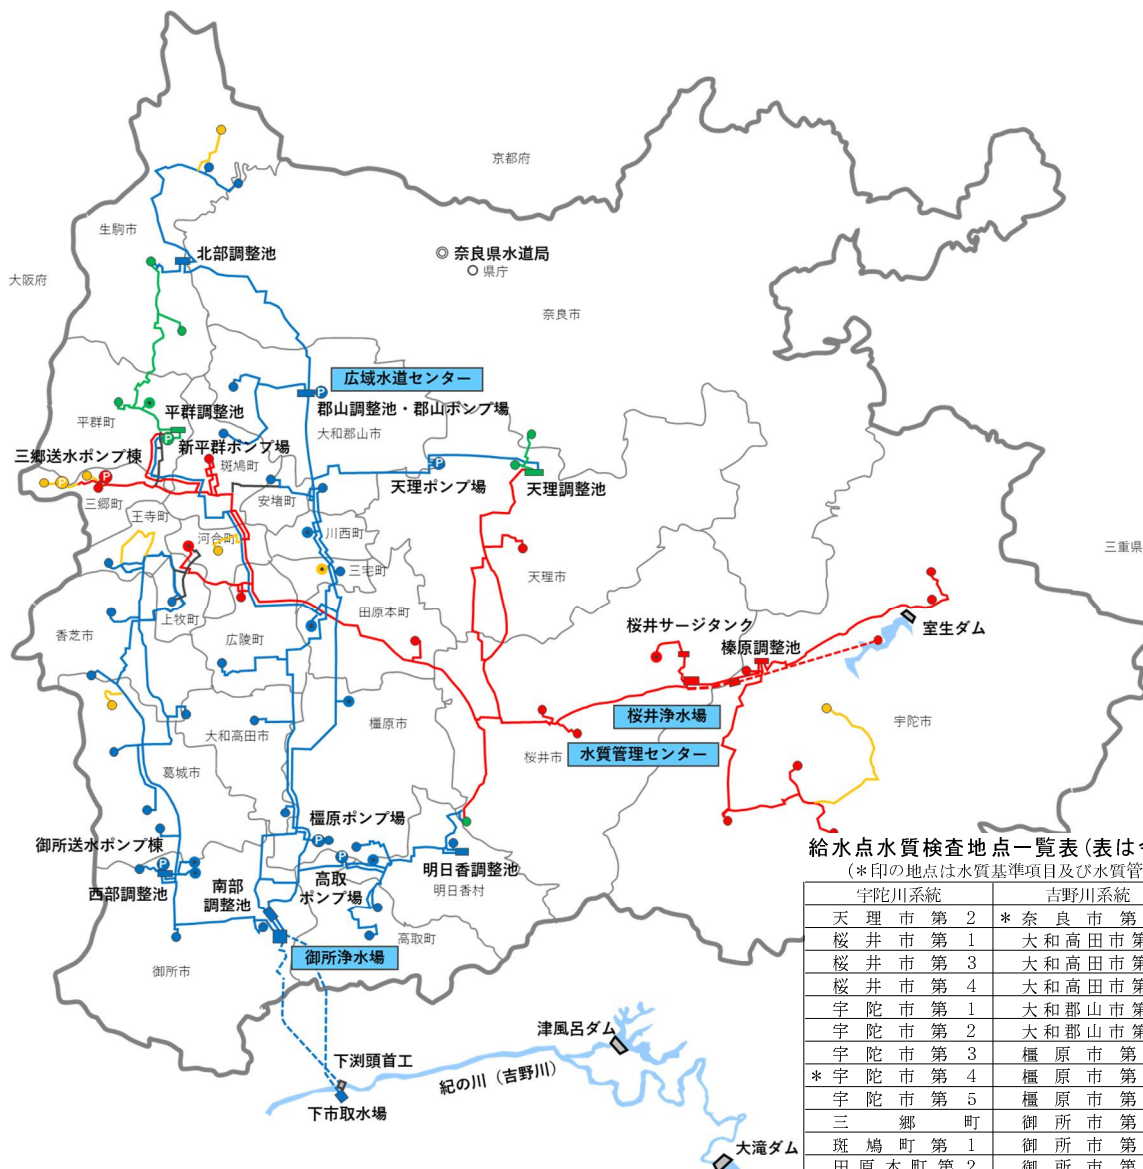 京都府
生駒市
北部調整池
◎ 奈良県水道局
○ 県庁
大阪府
奈良市
広域水道センター
郡山調整池・郡山ポンプ場
平群調整池
平群町
大和郡山市
新平群ポンプ場
三郷送水ポンプ棟
斑鳩町
天理ポンプ場
天理調整池
安堵町
三郷町
王寺町
河合町
川西町
三重県
三宅町
天理市
上牧町
田原本町
香芝市
広陵町
桜井サージタンク
室生ダム
榛原調整池
桜井浄水場
宇陀市
橿原市
大和高田市
桜井市
水質管理センター
葛城市
橿原ポンプ場
御所送水ポンプ棟
西部調整池
南部
調整池
高取
ポンプ場
明日香調整池
明日香村
高取町
御所浄水場
御所市
津風呂ダム
下渕頭首工
紀の川（吉野川）
下市取水場
大滝ダム
給水点水質検査地点一覧表（表は
（＊印の地点は水質基準項目及び水質管
宇陀川系統 吉野川系統
天理市第2 ＊奈良市第
桜井市第1 大和高田市第
桜井市第3 大和高田市第
桜井市第4 大和高田市第
宇陀市第1 大和郡山市第
宇陀市第2 大和郡山市第
宇陀市第3 橿原市第
＊宇陀市第4 橿原市第
宇陀市第5 橿原市第
三郷町 御所市第
斑鳩町第1 御所市第
田原本町第2 御所市第